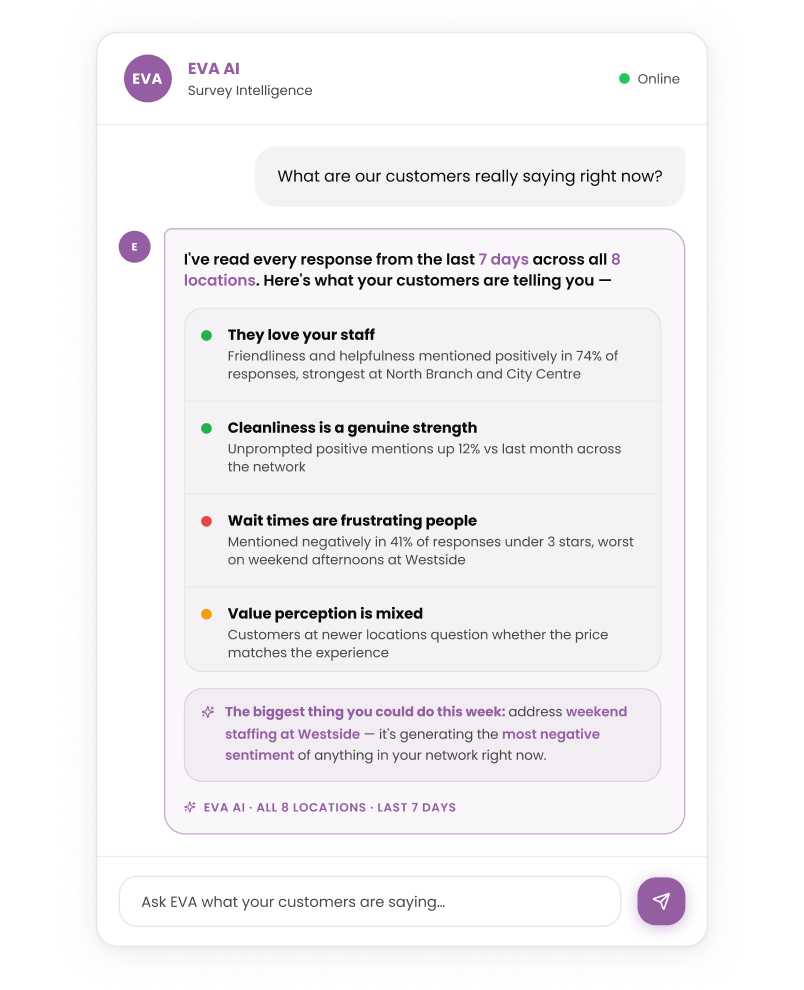 EVA
EVA AI
Survey Intelligence
Online
What are our customers really saying right now?
E
I've read every response from the last 7 days across all 8
locations. Here's what your customers are telling you —
They love your staff
Friendliness and helpfulness mentioned positively in 74% of
responses, strongest at North Branch and City Centre
Cleanliness is a genuine strength
Unprompted positive mentions up 12% vs last month across
the network
Wait times are frustrating people
Mentioned negatively in 41% of responses under 3 stars, worst
on weekend afternoons at Westside
Value perception is mixed
Customers at newer locations question whether the price
matches the experience
The biggest thing you could do this week: address weekend
staffing at Westside — it's generating the most negative
sentiment of anything in your network right now.
EVA AI · ALL 8 LOCATIONS · LAST 7 DAYS
Ask EVA what your customers are saying...